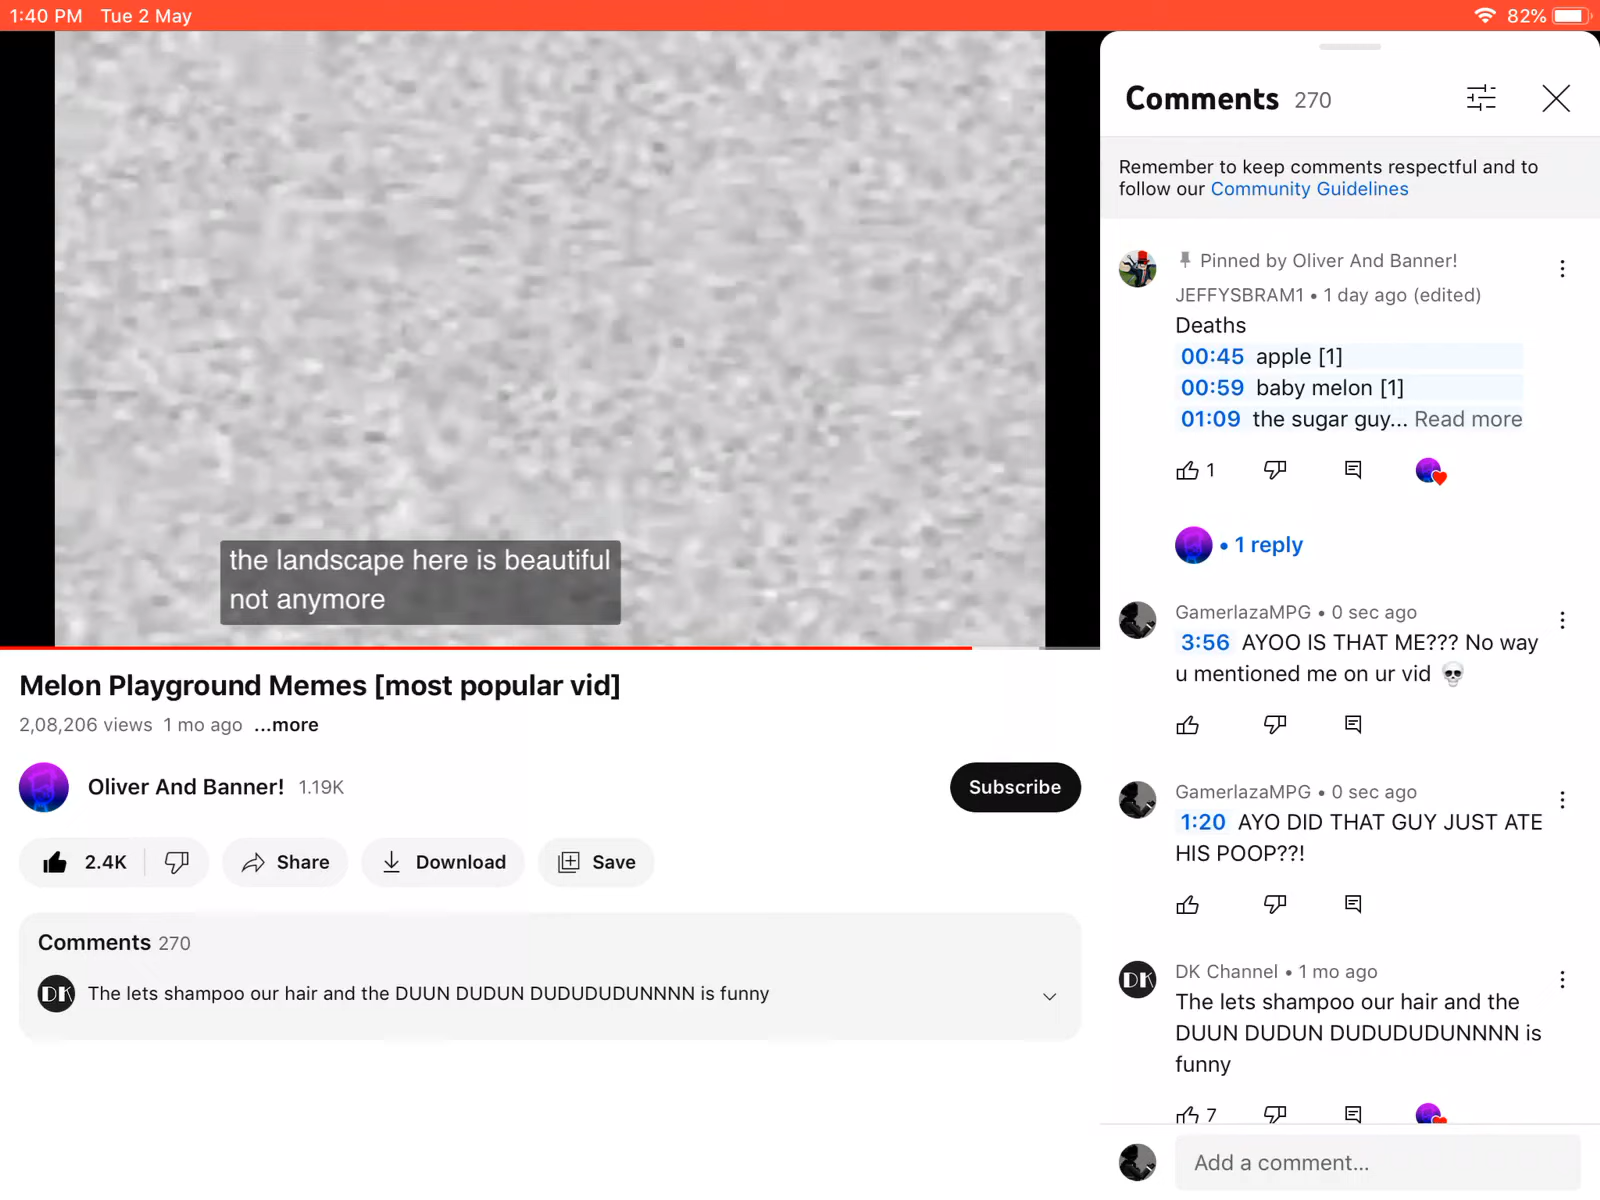 1:40 PM Tue 2 May
82%
the landscape here is beautiful
not anymore
Melon Playground Memes [most popular vid]
2,08,206 views 1 mo ago ...more
Oliver And Banner! 1.19K
Subscribe
2.4K
Share
Download
Save
Comments 270
DK
The lets shampoo our hair and the DUUN DUDUN DUDUDUDUNNNN is funny
Comments 270
Remember to keep comments respectful and to
follow our Community Guidelines
Pinned by Oliver And Banner!
JEFFYSBRAM1 • 1 day ago (edited)
Deaths
00:45 apple [1]
00:59 baby melon [1]
01:09 the sugar guy... Read more
1
• 1 reply
GamerlazaMPG • 0 sec ago
3:56 AYOO IS THAT ME??? No way
u mentioned me on ur vid 💀
GamerlazaMPG • 0 sec ago
1:20 AYO DID THAT GUY JUST ATE
HIS POOP??!
DK
DK Channel • 1 mo ago
The lets shampoo our hair and the
DUUN DUDUN DUDUDUDUNNNN is
funny
7
Add a comment...